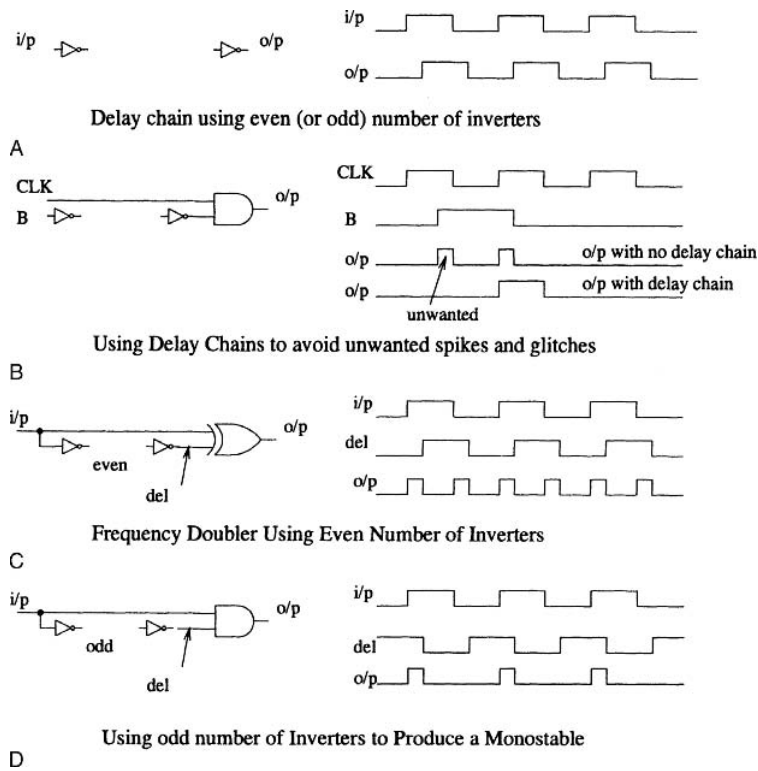 i/p
o/p
i/p
o/p
Delay chain using even (or odd) number of inverters
A
CLK
B
o/p
CLK
B
o/p
o/p with no delay chain
o/p
o/p with delay chain
unwanted
Using Delay Chains to avoid unwanted spikes and glitches
B
i/p
even
del
o/p
i/p
del
o/p
Frequency Doubler Using Even Number of Inverters
C
i/p
odd
del
o/p
i/p
del
o/p
Using odd number of Inverters to Produce a Monostable
D